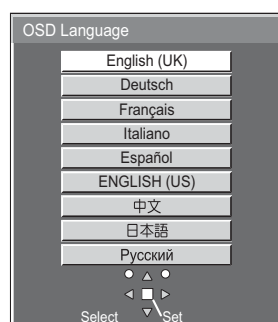 OSD Language
English (UK)
Deutsch
Français
Italiano
Español
ENGLISH (US)
中文
日本語
Русский
Select Set